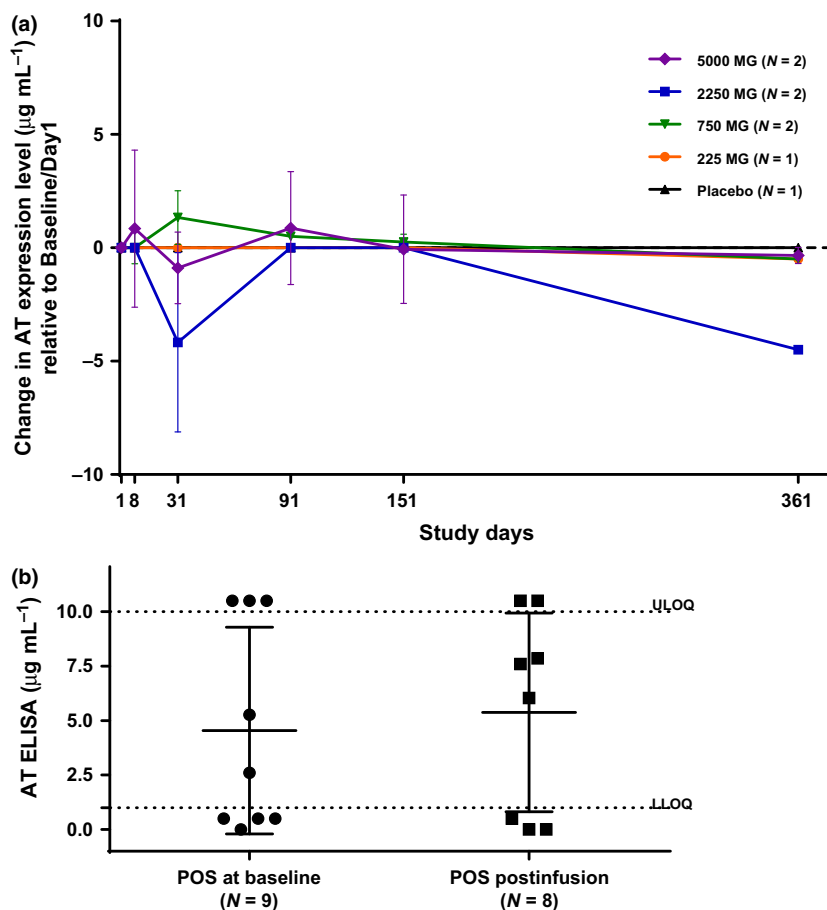 (a)
10
5
0
−5
−10
Change in AT expression level (µg mL⁻¹)
relative to Baseline/Day1
5000 MG (N = 2)
2250 MG (N = 2)
750 MG (N = 2)
225 MG (N = 1)
Placebo (N = 1)
1 8 31 91 151 361
Study days
(b)
AT ELISA (µg mL⁻¹)
10.0
7.5
5.0
2.5
0.0
ULOQ
LLOQ
POS at baseline
(N = 9)
POS postinfusion
(N = 8)